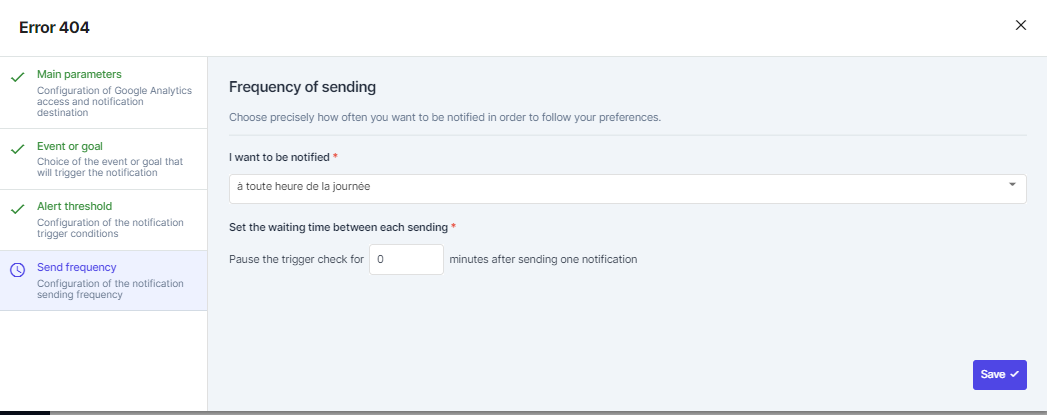 Error 404
Main parameters
Configuration of Google Analytics
access and notification
destination
Event or goal
Choice of the event or goal that
will trigger the notification
Alert threshold
Configuration of the notification
trigger conditions
Send frequency
Configuration of the notification
sending frequency
Frequency of sending
Choose precisely how often you want to be notified in order to follow your preferences.
I want to be notified *
à toute heure de la journée
Set the waiting time between each sending *
Pause the trigger check for 0 minutes after sending one notification
Save